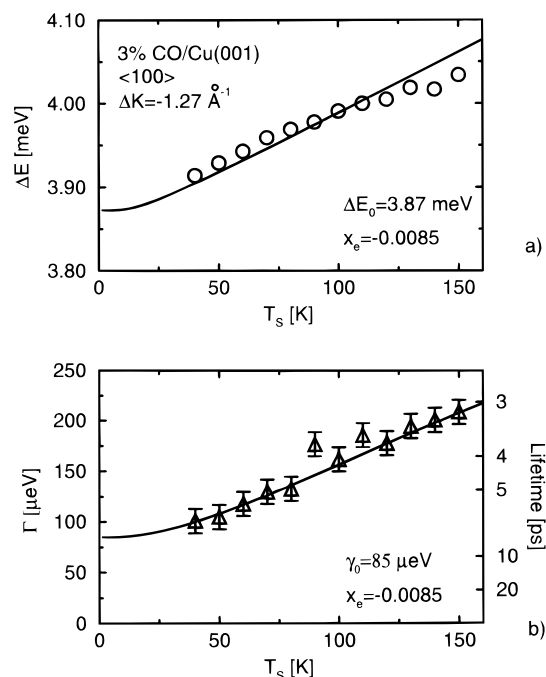 4.10
4.00
3.90
3.80
ΔE [meV]
3% CO/Cu(001)
<100>
ΔK=-1.27 Å⁻¹
ΔE₀=3.87 meV
xₑ=-0.0085
a)
0 50 100 150
T_S [K]
250
200
150
100
50
0
Γ [μeV]
3
4
5
10
20
Lifetime [ps]
γ₀=85 μeV
xₑ=-0.0085
b)
0 50 100 150
T_S [K]